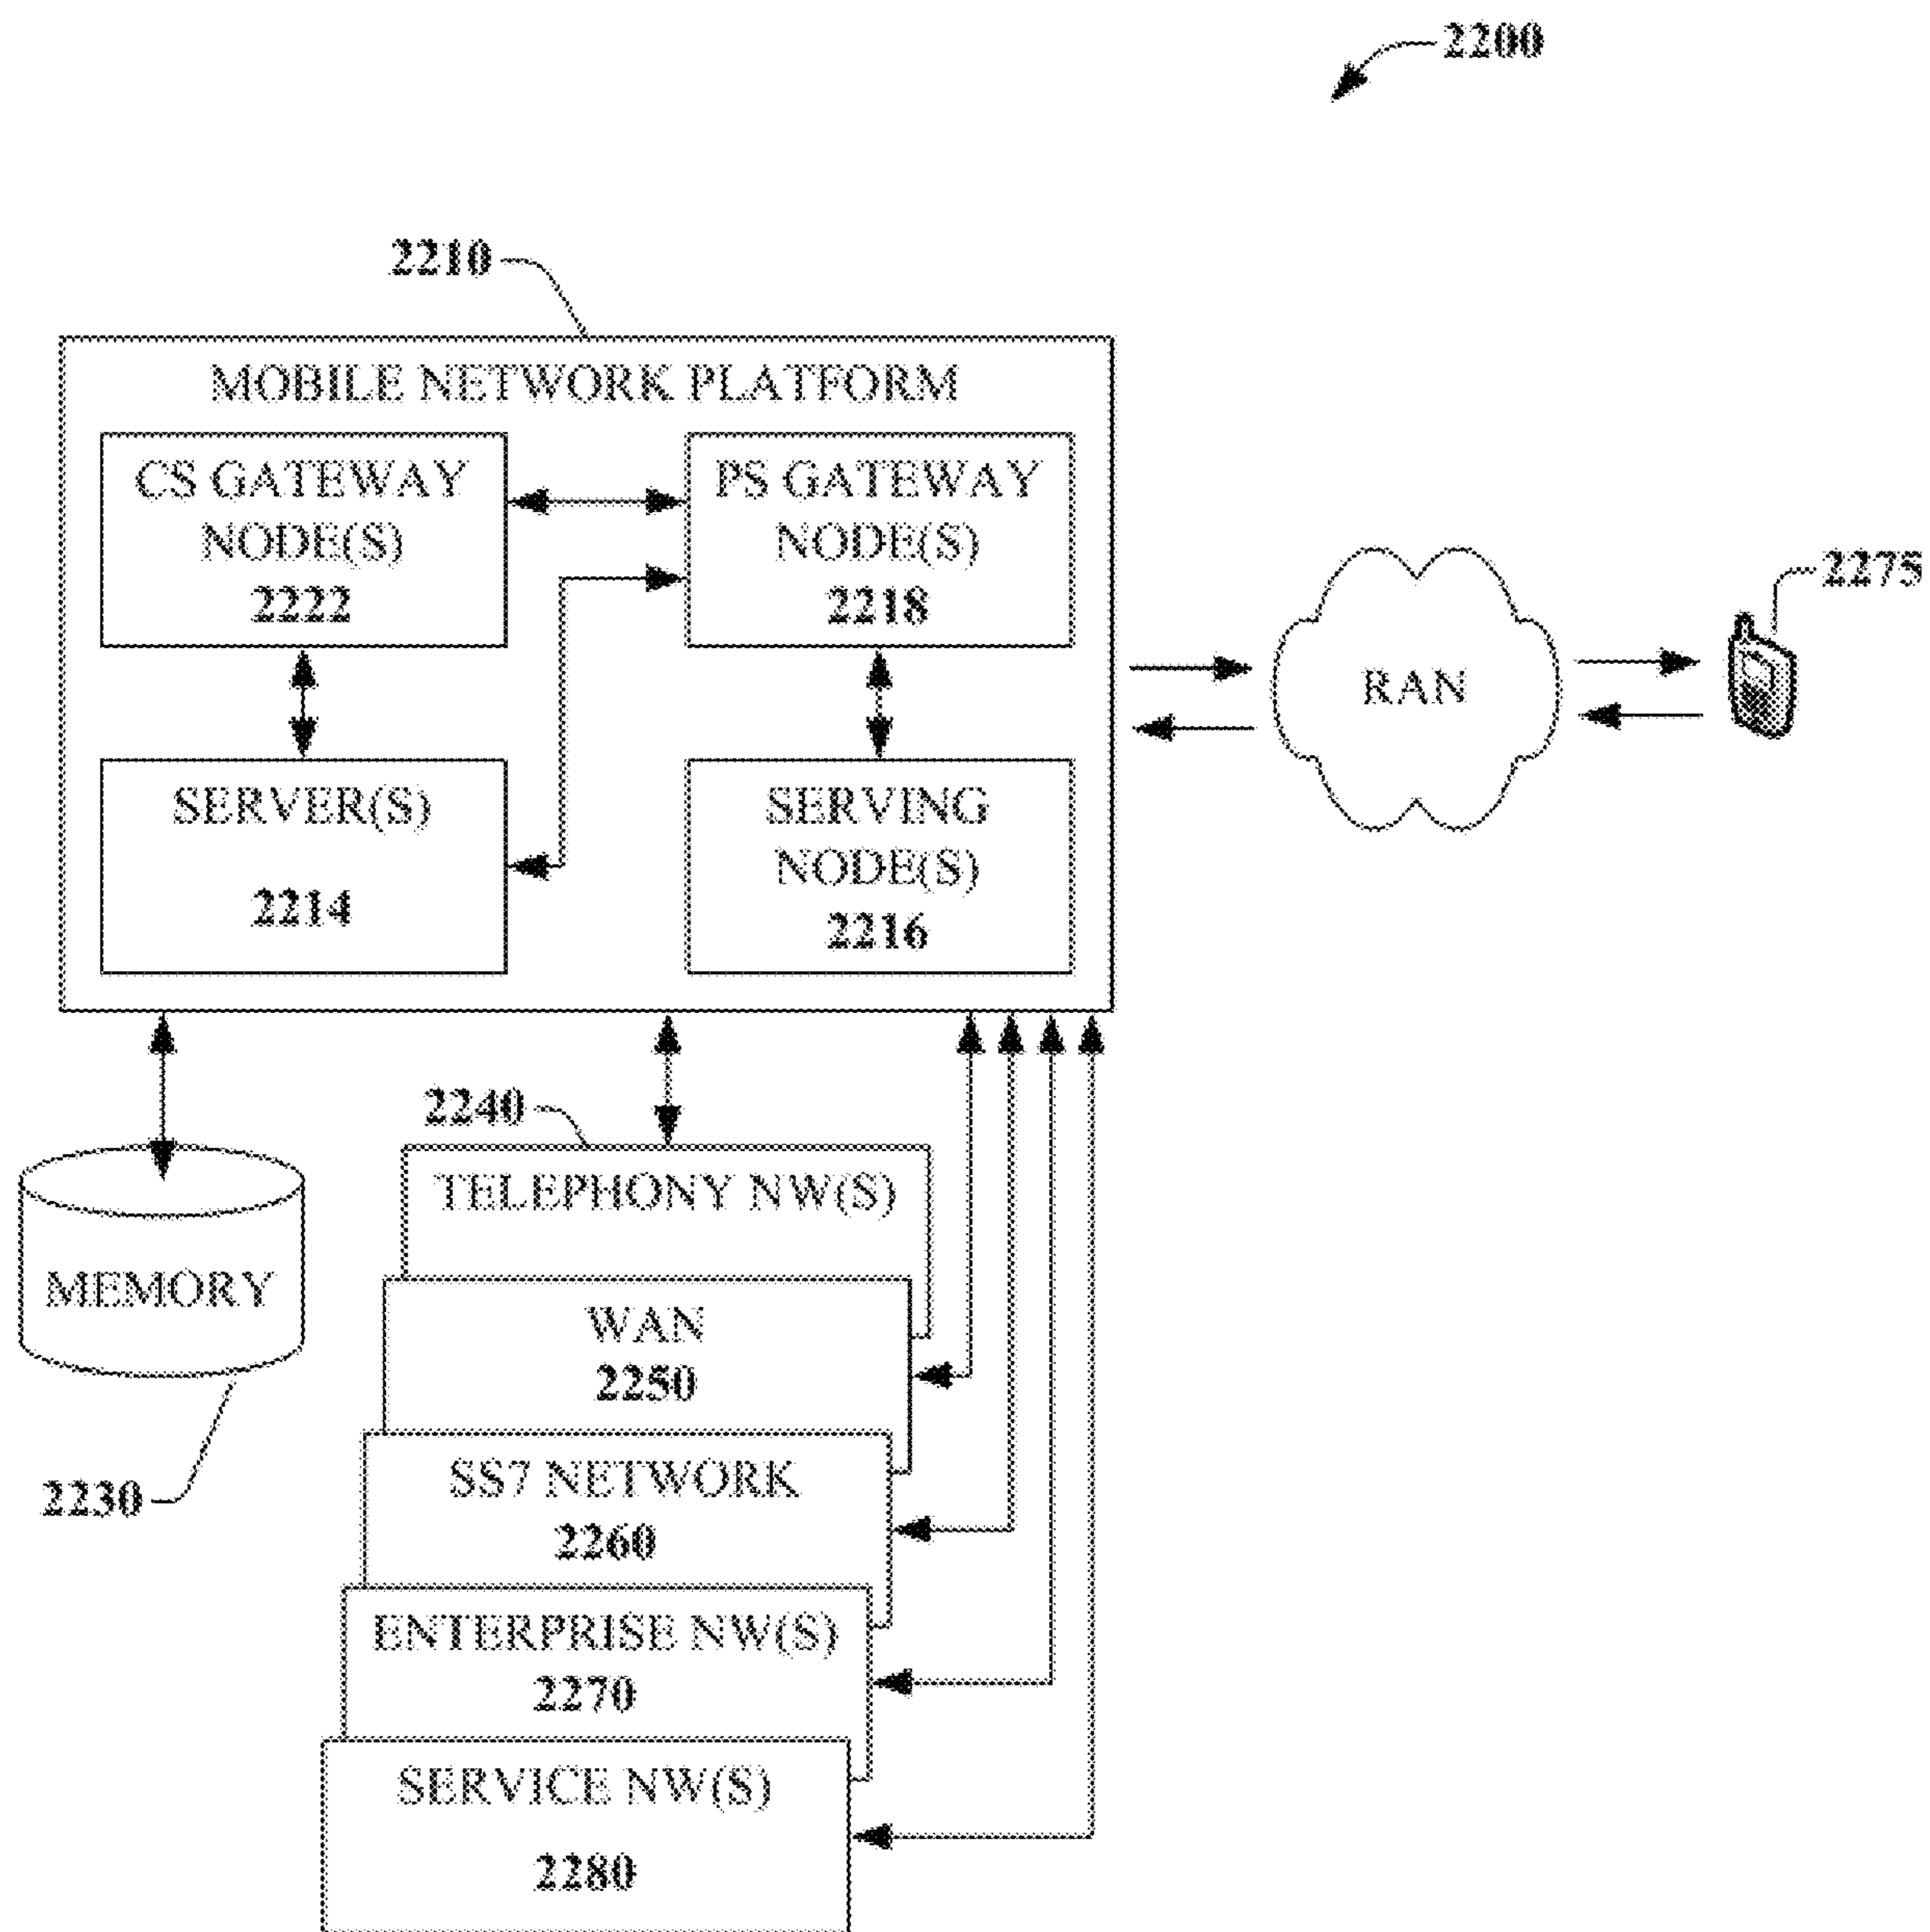 2200
2210
MOBILE NETWORK PLATFORM
CS GATEWAY
NODE(S)
2222
PS GATEWAY
NODE(S)
2218
SERVER(S)
2214
SERVING
NODE(S)
2216
RAN
2275
2240
TELEPHONY NW(S)
MEMORY
2230
WAN
2250
SS7 NETWORK
2260
ENTERPRISE NW(S)
2270
SERVICE NW(S)
2280